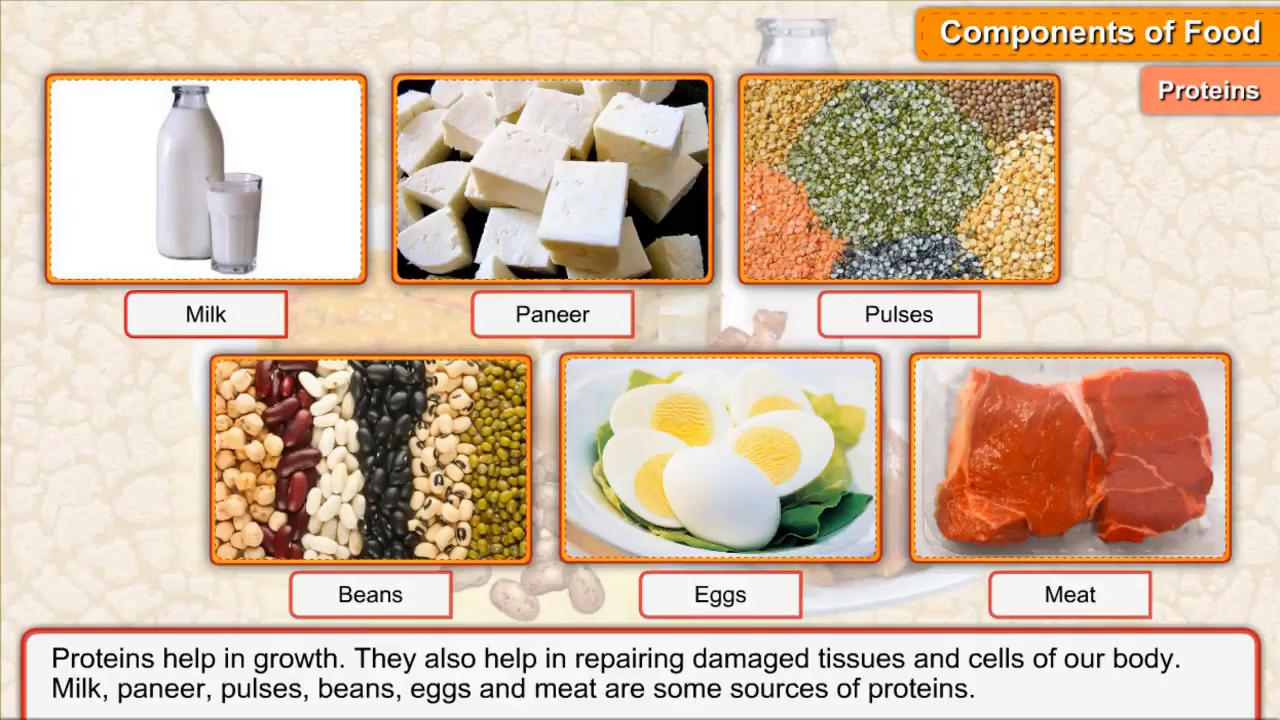 Components of Food
Proteins
Milk
Paneer
Pulses
Beans
Eggs
Meat
Proteins help in growth. They also help in repairing damaged tissues and cells of our body.
Milk, paneer, pulses, beans, eggs and meat are some sources of proteins.